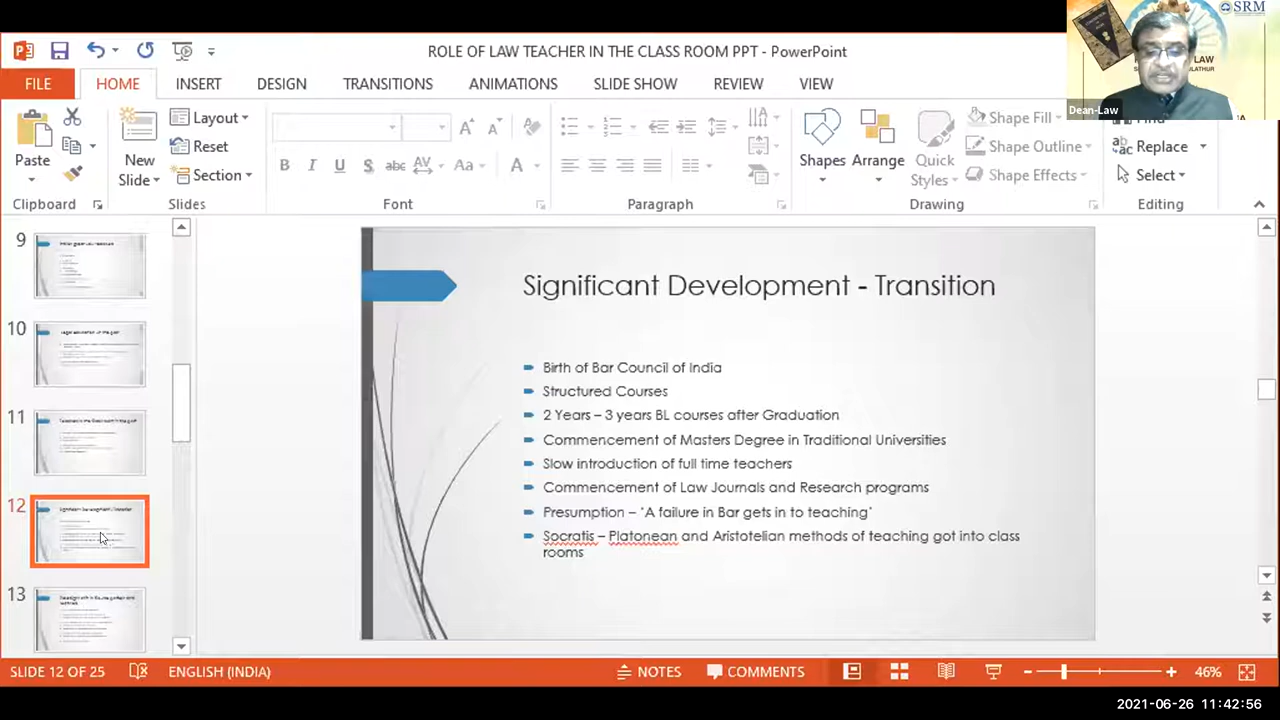 SRM
ROLE OF LAW TEACHER IN THE CLASS ROOM PPT - PowerPoint
LAW
Dean-Law
FILE
HOME
INSERT
DESIGN
TRANSITIONS
ANIMATIONS
SLIDE SHOW
REVIEW
VIEW
Paste
New
Slide
Layout
Reset
Section
Shapes
Arrange
Quick
Styles
Shape Fill
Shape Outline
Shape Effects
Find
Replace
Select
Clipboard
Slides
Font
Paragraph
Drawing
Editing
9
10
11
12
13
Significant Development - Transition
Birth of Bar Council of India
Structured Courses
2 Years – 3 years BL courses after Graduation
Commencement of Masters Degree in Traditional Universities
Slow introduction of full time teachers
Commencement of Law Journals and Research programs
Presumption – 'A failure in Bar gets in to teaching'
Socratis – Platonean and Aristotelian methods of teaching got into class
rooms
SLIDE 12 OF 25
ENGLISH (INDIA)
NOTES
COMMENTS
46%
2021-06-26 11:42:56